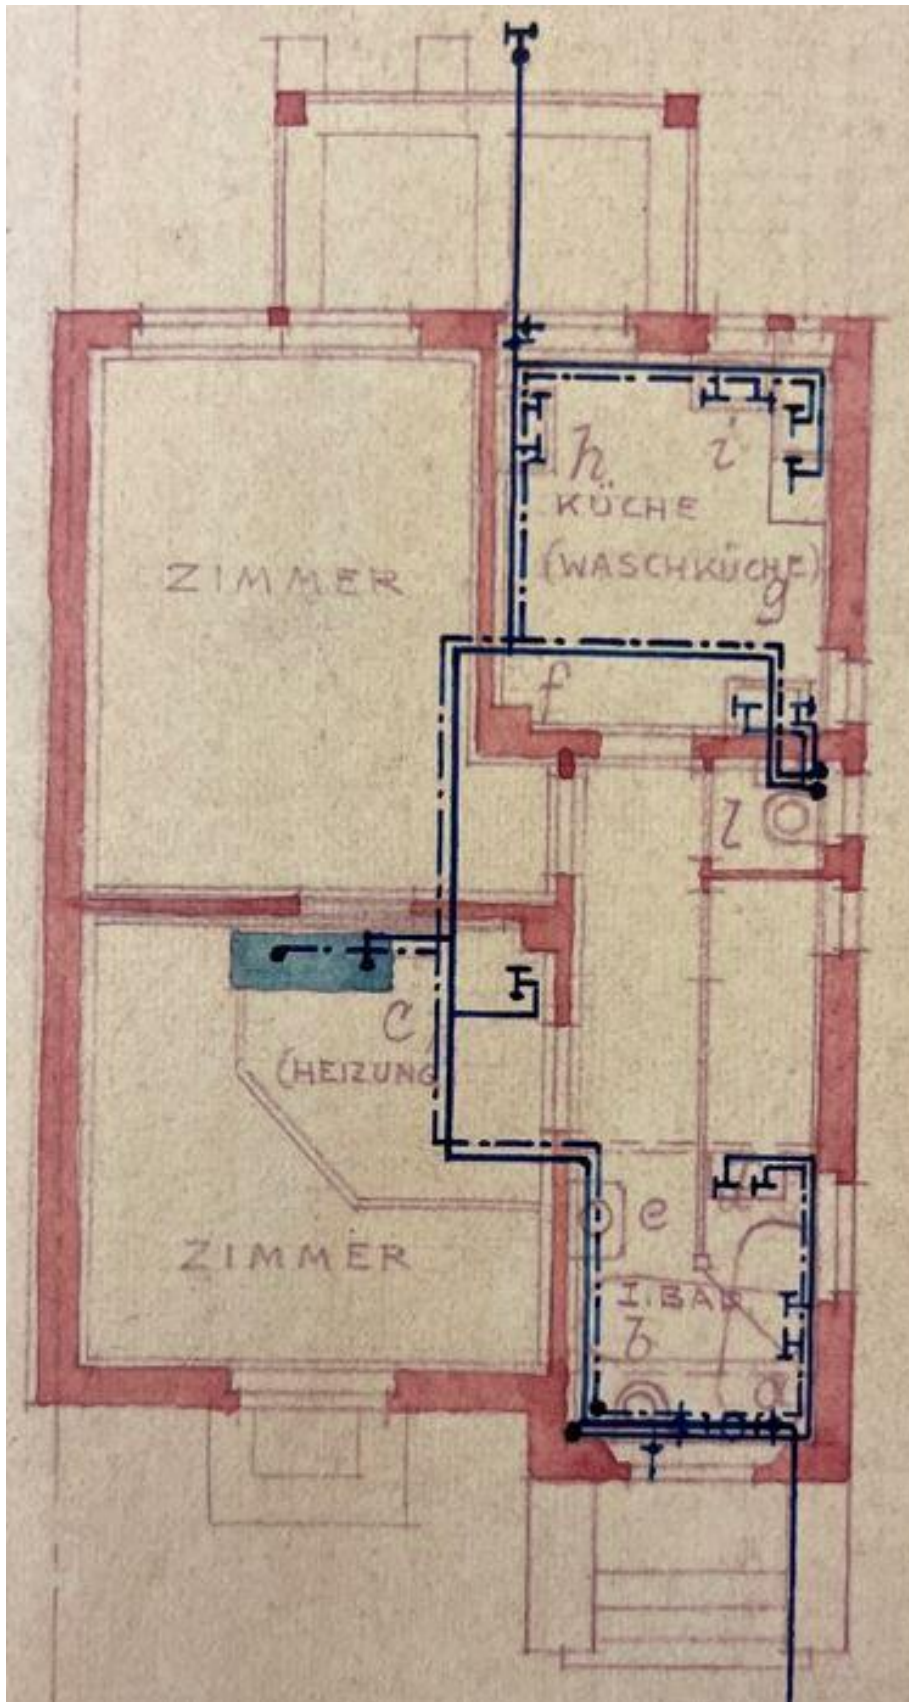 h
i
KÜCHE
(WASCHKÜCHE)
g
ZIMMER
f
l
c
(HEIZUNG)
d
e
ZIMMER
I. BAD
b
a